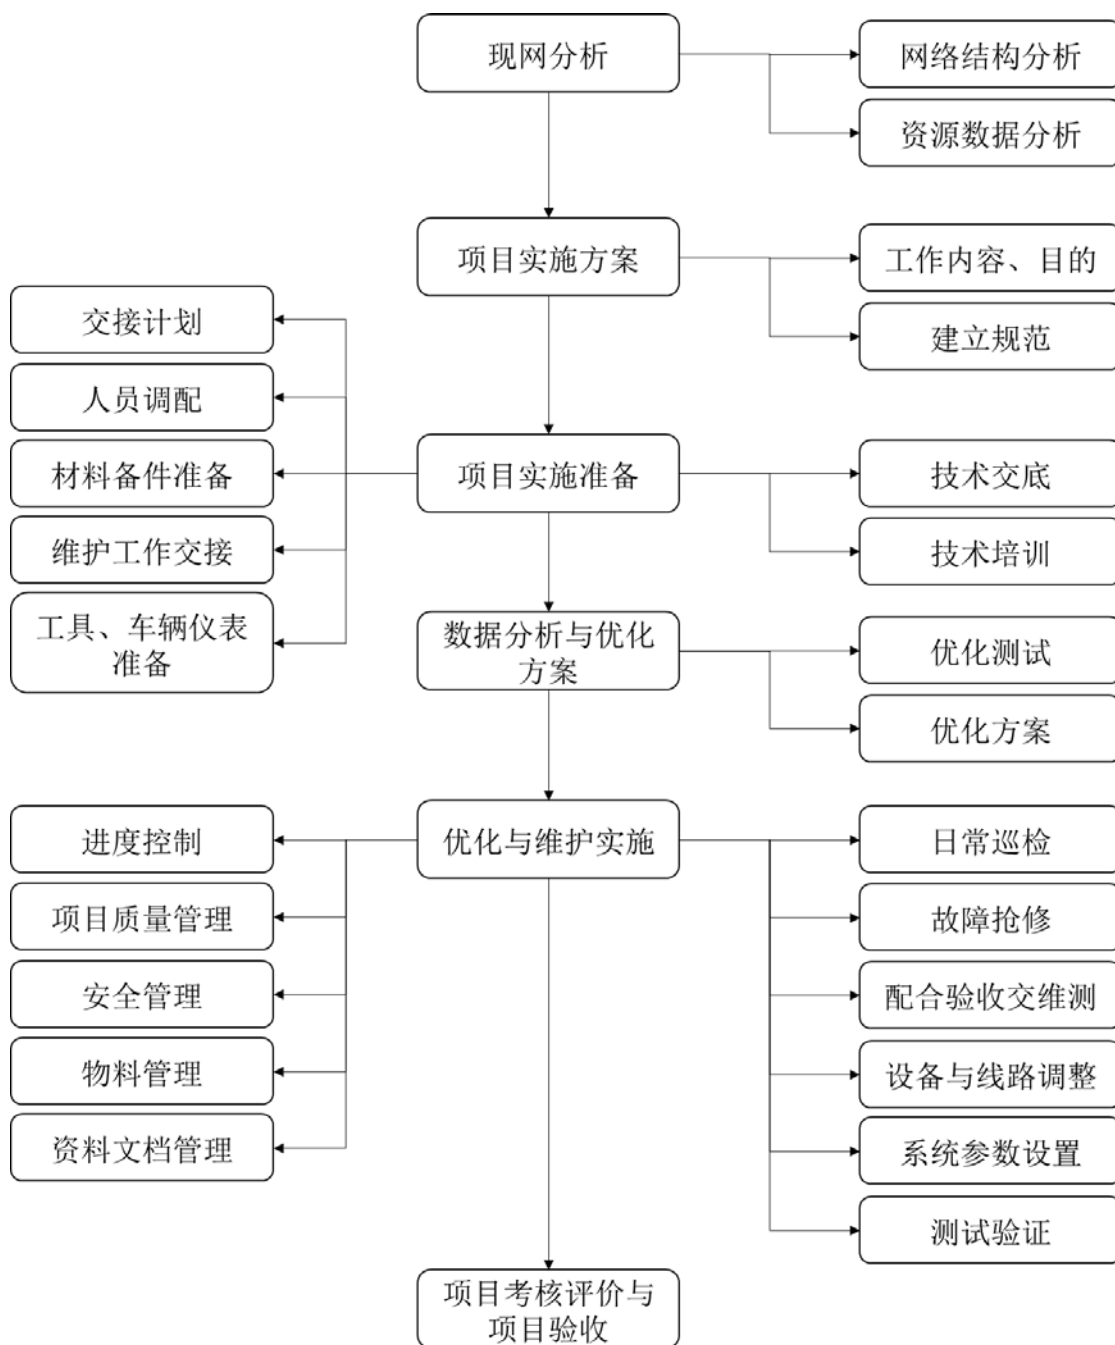 现网分析
网络结构分析
资源数据分析
项目实施方案
工作内容、目的
建立规范
交接计划
人员调配
材料备件准备
维护工作交接
工具、车辆仪表
准备
项目实施准备
技术交底
技术培训
数据分析与优化
方案
优化测试
优化方案
进度控制
项目质量管理
安全管理
物料管理
资料文档管理
优化与维护实施
日常巡检
故障抢修
配合验收交维测
设备与线路调整
系统参数设置
测试验证
项目考核评价与
项目验收